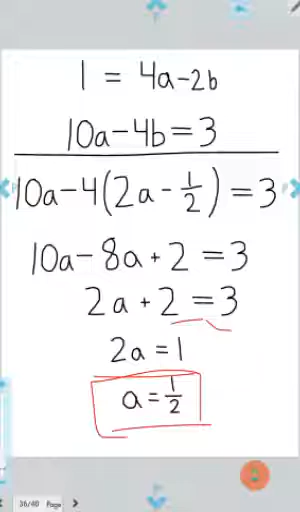 1 = 4a-2b
10a-4b=3
10a-4(2a-1/2)=3
10a-8a+2=3
2a+2=3
2a=1
a=1/2
36/40 Page